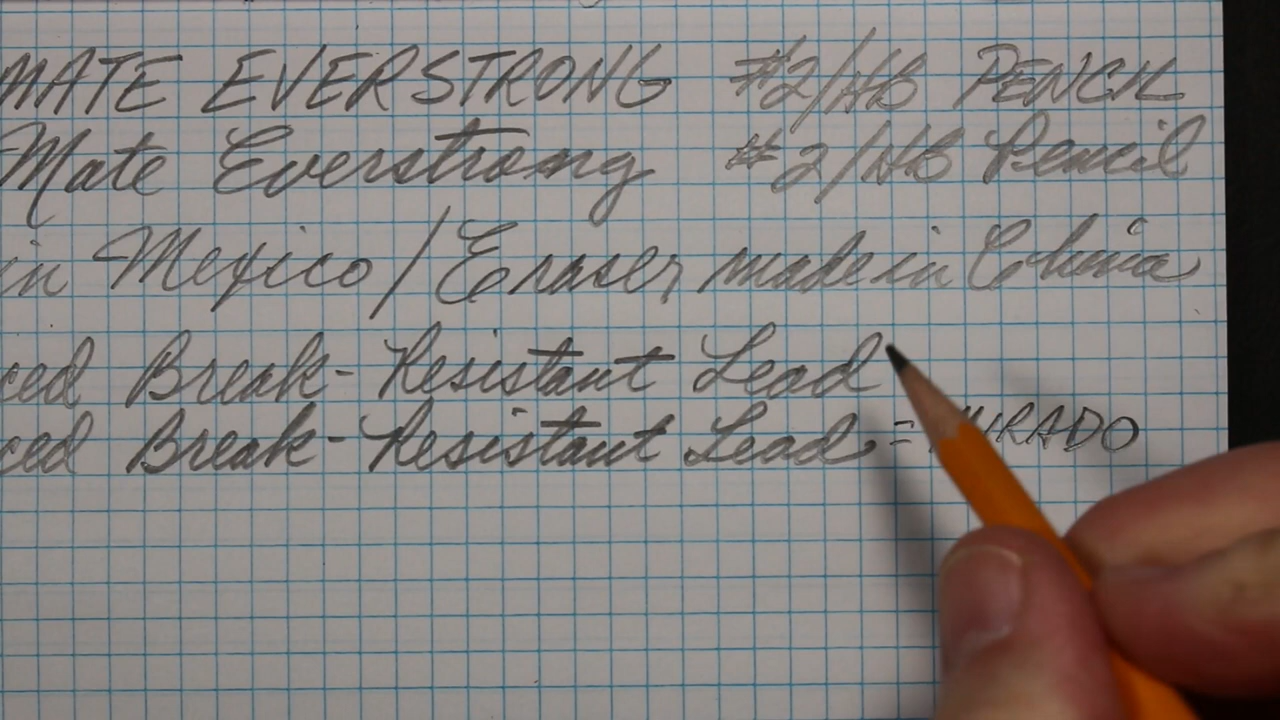 MATE EVERSTRONG #2/HB PENCIL
Mate Everstrong #2/HB Pencil
in Mexico/Eraser made in China
ced Break-Resistant Lead
ced Break-Resistant Lead = MIRADO